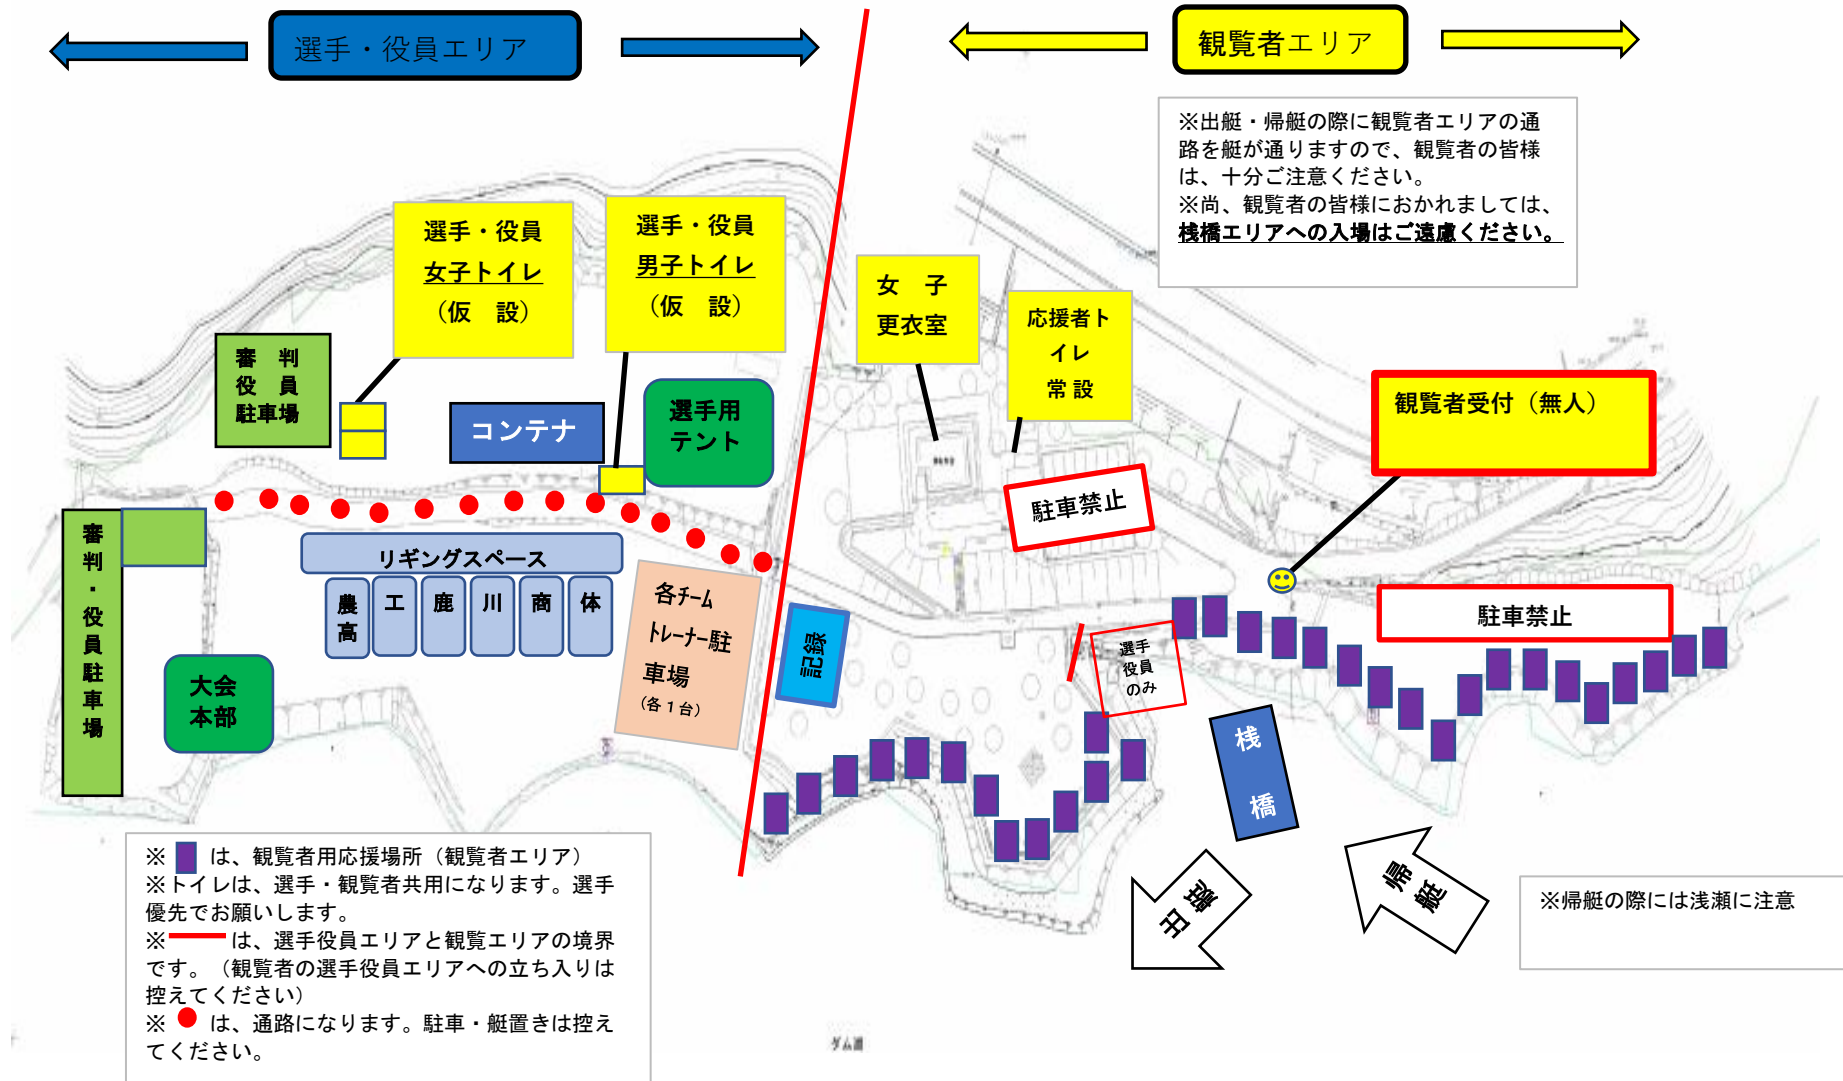 選手・役員エリア
観覧者エリア
※出艇・帰艇の際に観覧者エリアの通
路を艇が通りますので、観覧者の皆様
は、十分ご注意ください。
※尚、観覧者の皆様におかれましては、
桟橋エリアへの入場はご遠慮ください。
選手・役員
女子トイレ
（仮　設）
選手・役員
男子トイレ
（仮　設）
女　子
更衣室
応援者ト
イレ
常 設
審　判
役　員
駐車場
コンテナ
選手用
テント
観覧者受付（無人）
駐車禁止
審判・役員駐車場
リギングスペース
農高
工
鹿
川
商
体
各チーム
トレーナー駐
車場
（各１台）
記録
選手
役員
のみ
駐車禁止
大会
本部
桟橋
出艇
帰艇
※帰艇の際には浅瀬に注意
※ は、観覧者用応援場所（観覧者エリア）
※トイレは、選手・観覧者共用になります。選手
優先でお願いします。
※ は、選手役員エリアと観覧エリアの境界
です。（観覧者の選手役員エリアへの立ち入りは
控えてください）
※ は、通路になります。駐車・艇置きは控え
てください。
ダム湖